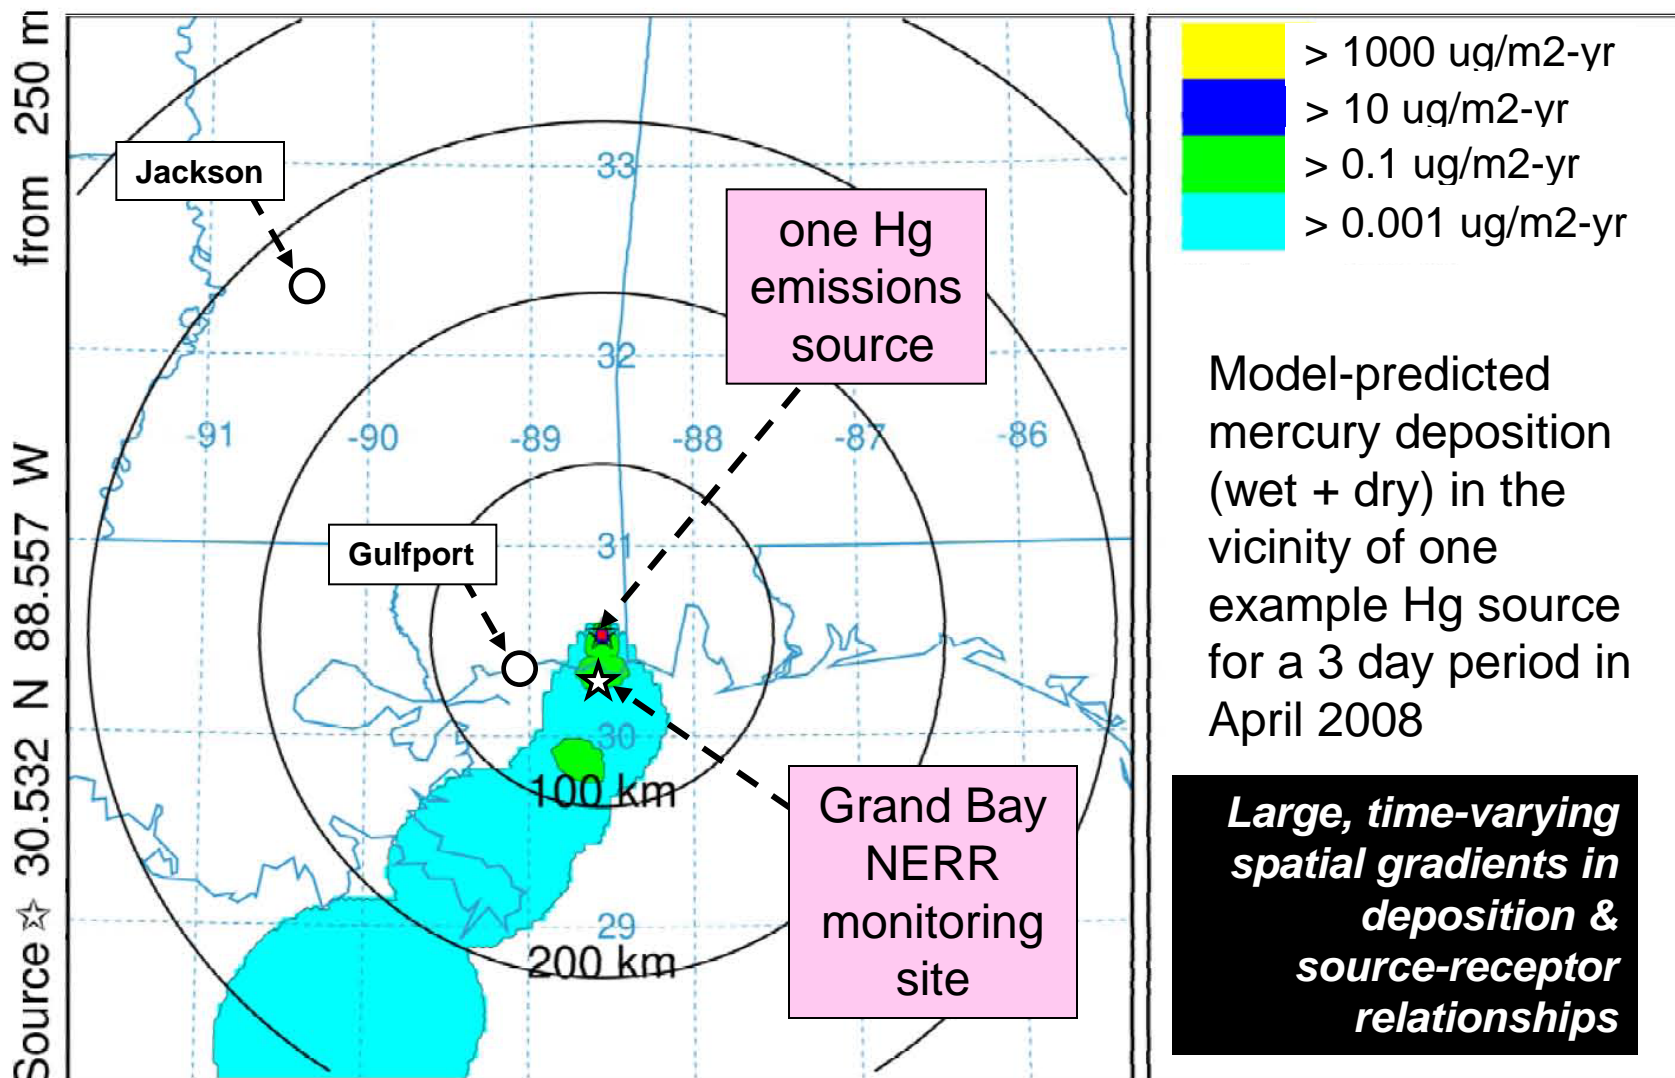 Source ☆ 30.532 N 88.557 W from 250 m
Jackson
33
one Hg
emissions
source
32
-91
-90
-89
-88
-87
-86
Gulfport
31
30
100 km
Grand Bay
NERR
monitoring
site
29
200 km
> 1000 ug/m2-yr
> 10 ug/m2-yr
> 0.1 ug/m2-yr
> 0.001 ug/m2-yr
Model-predicted
mercury deposition
(wet + dry) in the
vicinity of one
example Hg source
for a 3 day period in
April 2008
Large, time-varying
spatial gradients in
deposition &
source-receptor
relationships